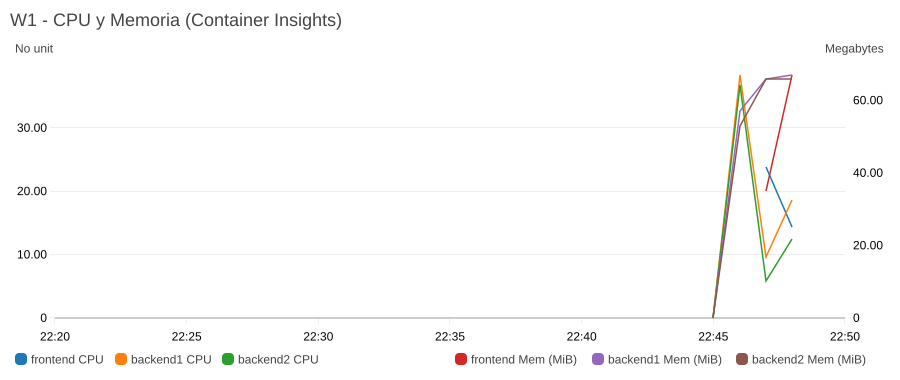 W1 - CPU y Memoria (Container Insights)
No unit Megabytes
60.00
30.00
40.00
20.00
20.00
10.00
0 0
22:20 22:25 22:30 22:35 22:40 22:45 22:50
frontend CPU backend1 CPU backend2 CPU frontend Mem (MiB) backend1 Mem (MiB) backend2 Mem (MiB)